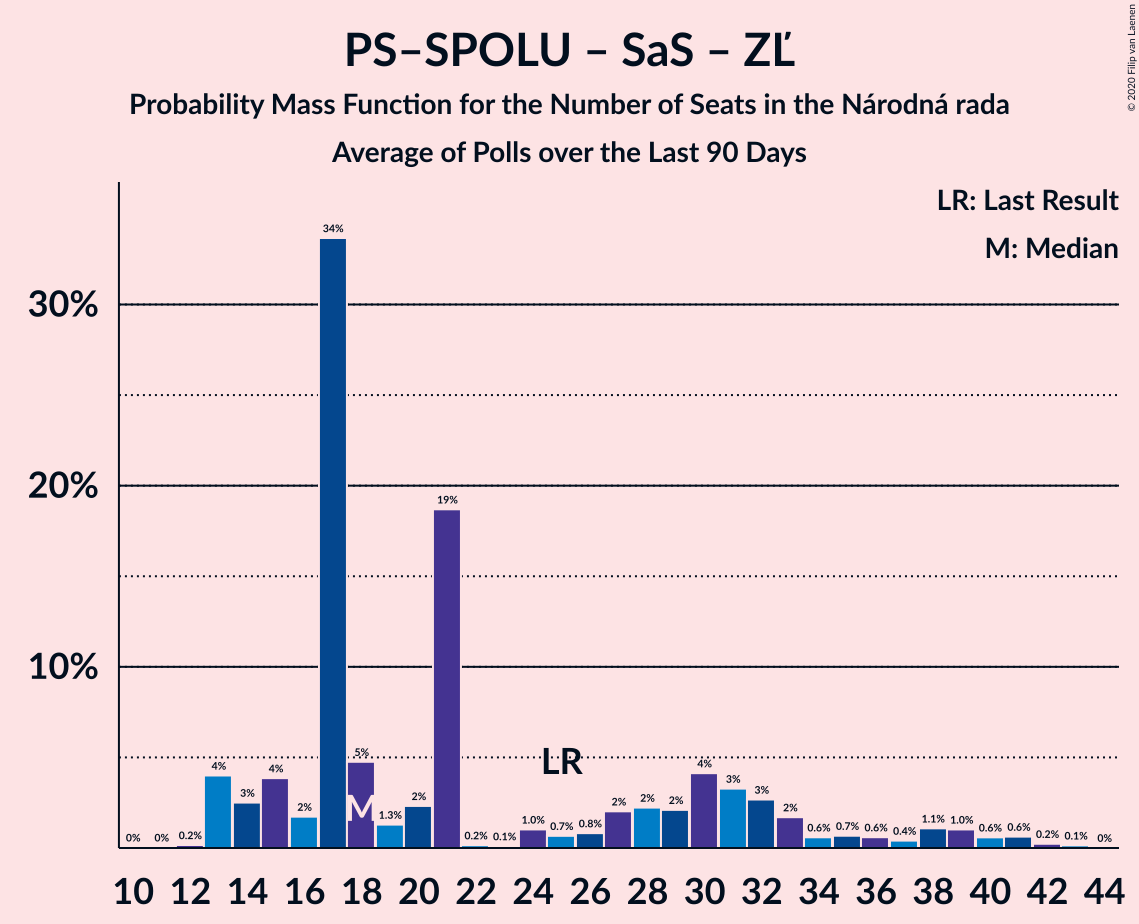 PS–SPOLU – SaS – ZĽ
Probability Mass Function for the Number of Seats in the Národná rada
Average of Polls over the Last 90 Days
© 2020 Filip van Laenen
LR: Last Result
M: Median
30%
20%
10%
0% 0% 0.2% 4% 3% 4% 2% 34% 5% 1.3% 2% 19% 0.2% 0.1% 1.0% 0.7% 0.8% 2% 2% 2% 4% 3% 3% 2% 0.6% 0.7% 0.6% 0.4% 1.1% 1.0% 0.6% 0.6% 0.2% 0.1% 0%
LR
M
10 12 14 16 18 20 22 24 26 28 30 32 34 36 38 40 42 44